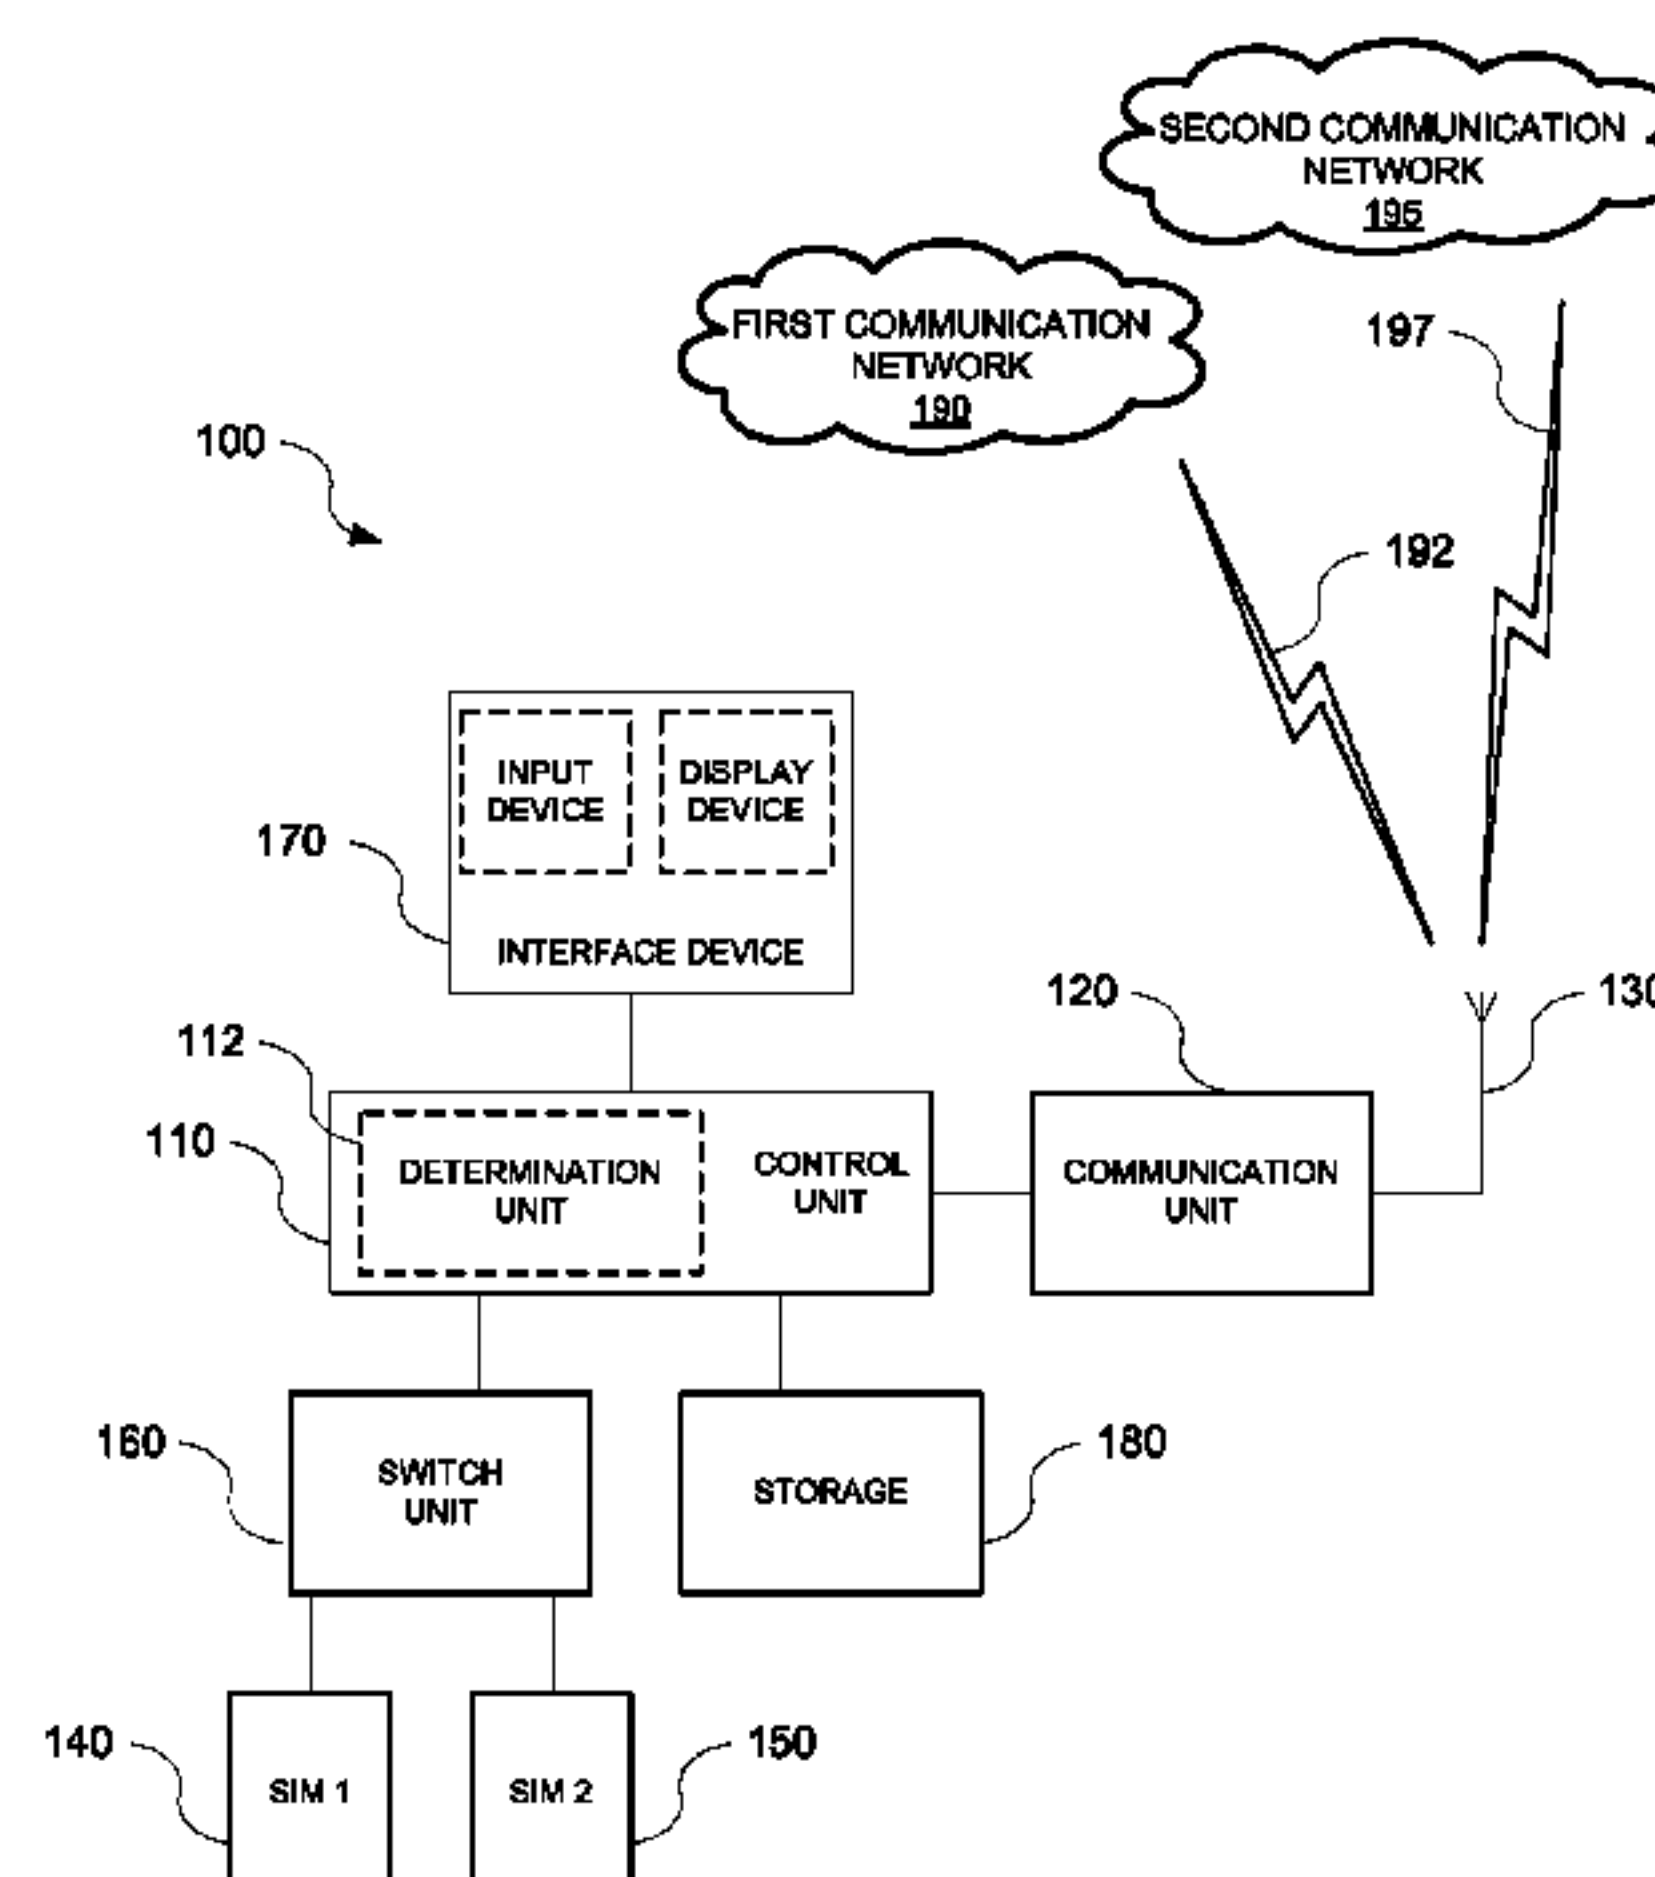 SECOND COMMUNICATION
NETWORK
195
197
FIRST COMMUNICATION
NETWORK
190
100
192
INPUT
DEVICE
DISPLAY
DEVICE
170
INTERFACE DEVICE
120
130
112
110
DETERMINATION
UNIT
CONTROL
UNIT
COMMUNICATION
UNIT
160
SWITCH
UNIT
STORAGE
180
140
SIM 1
SIM 2
150